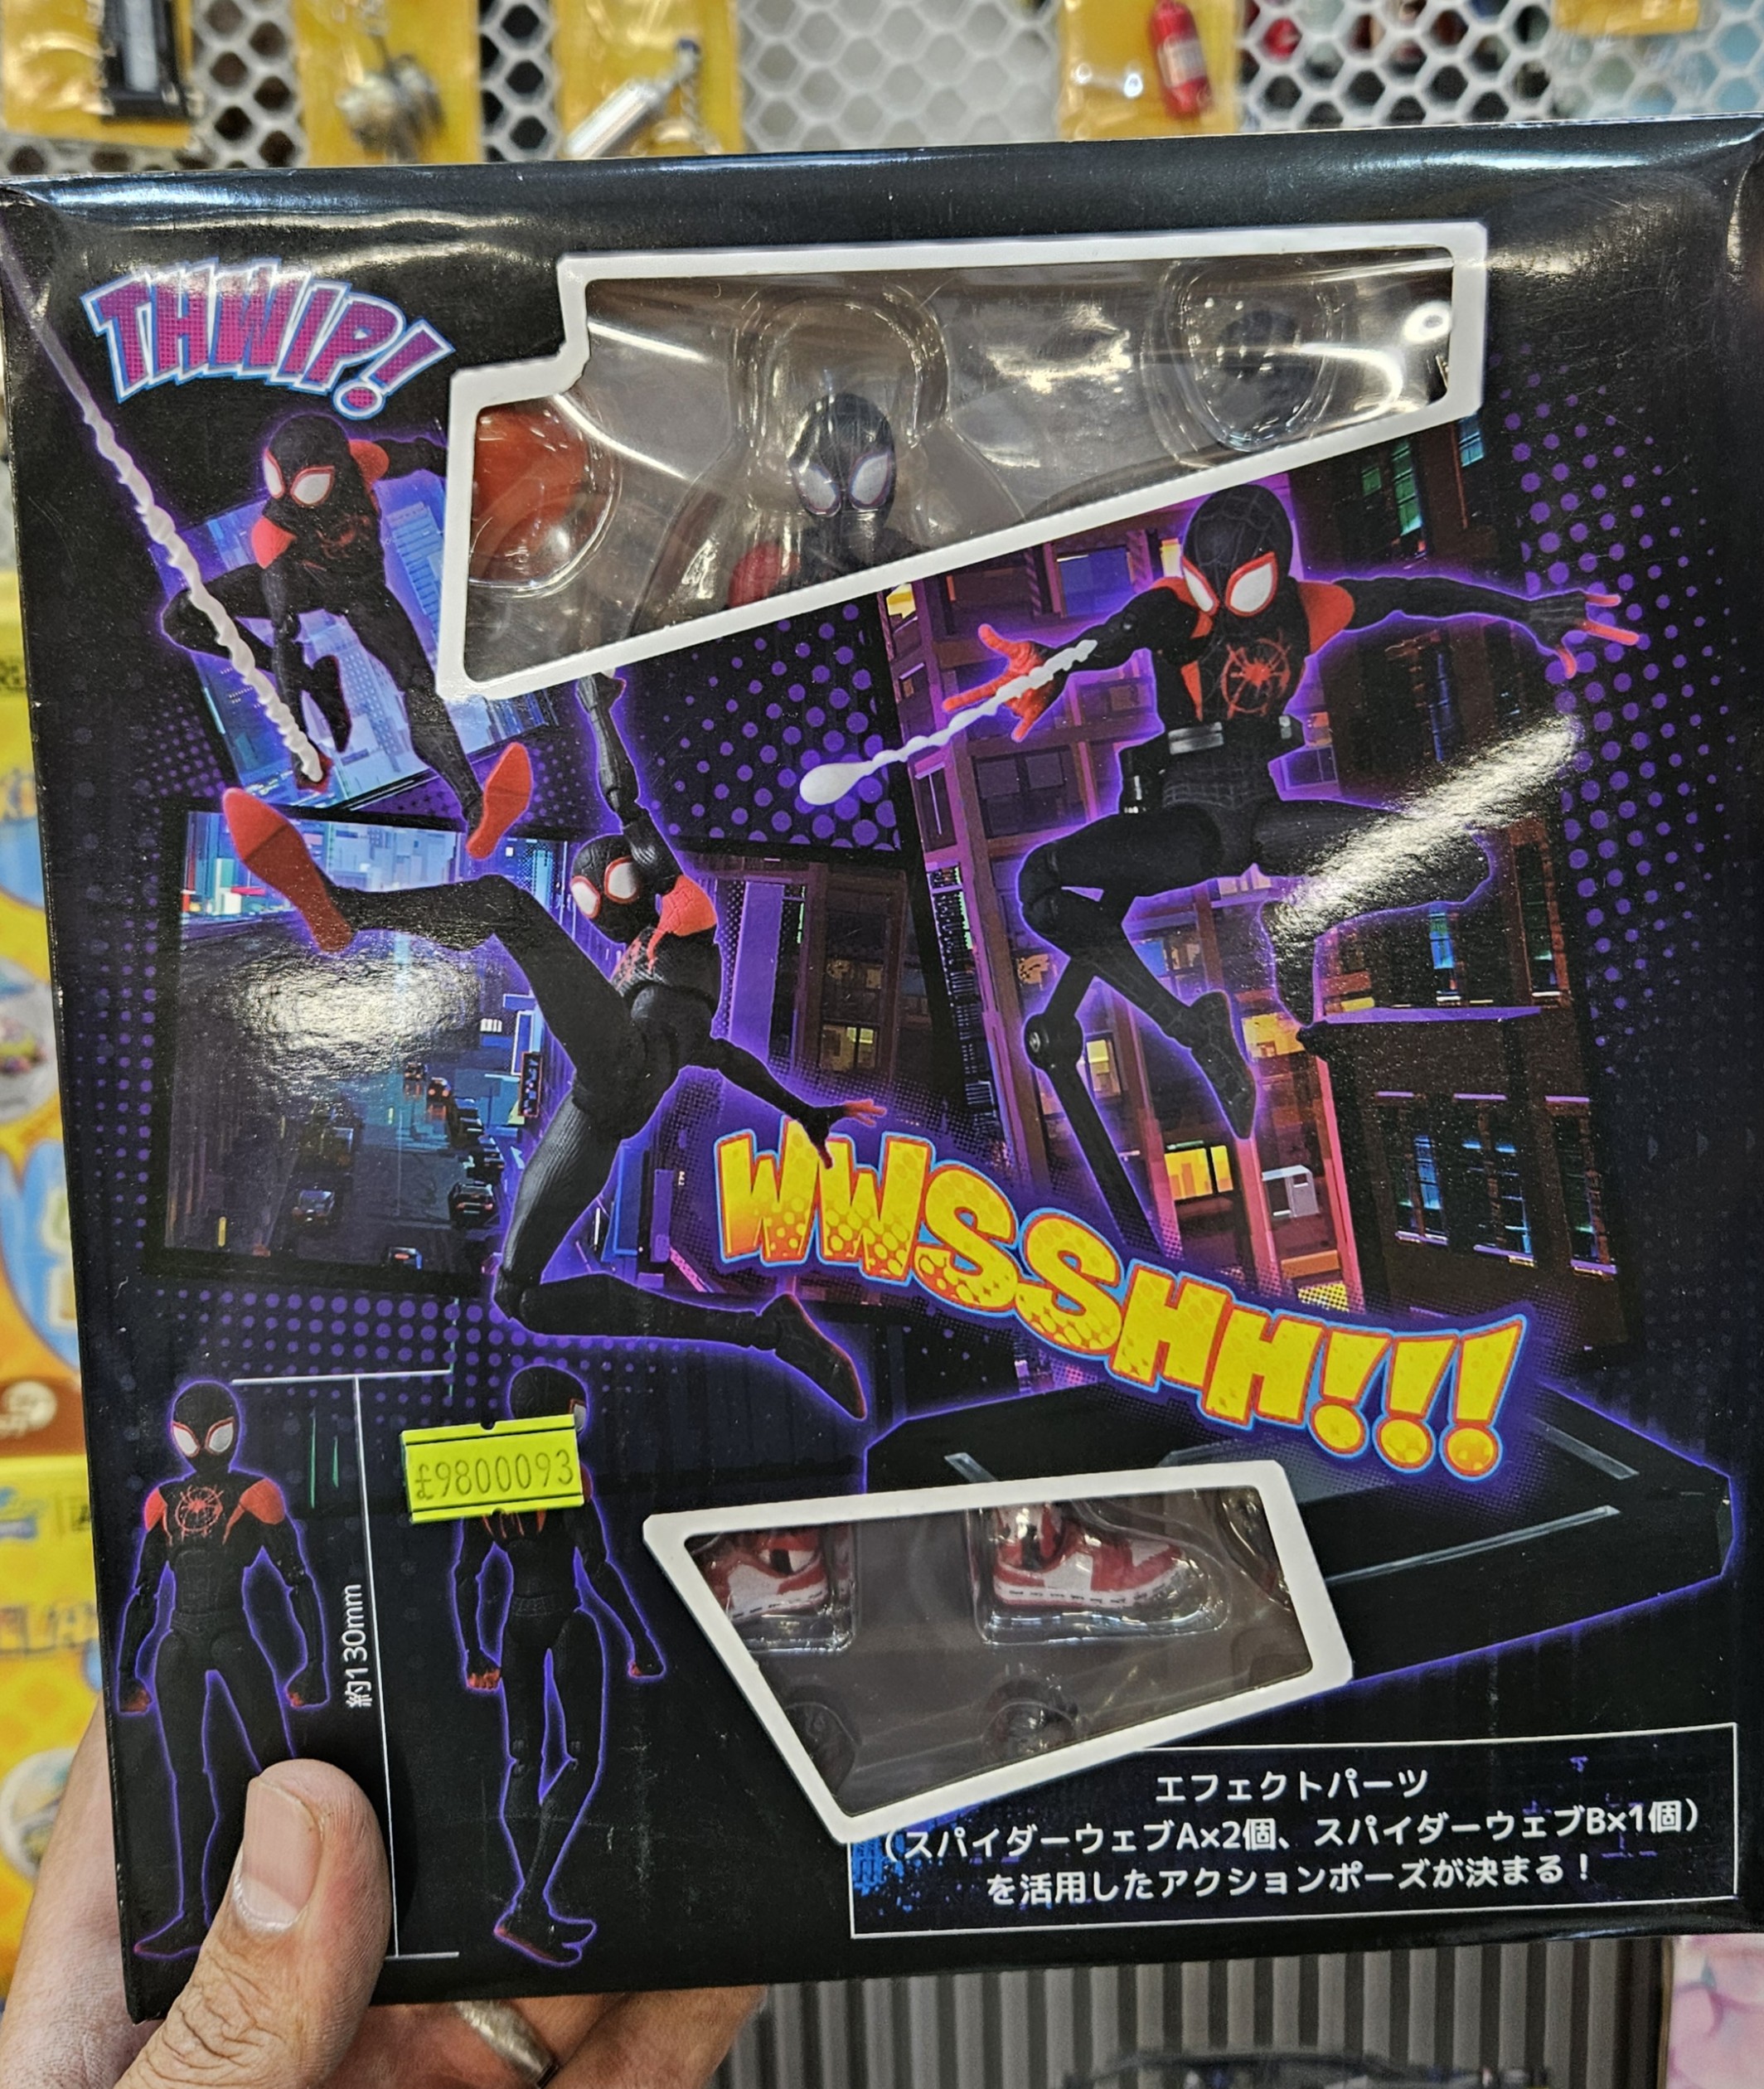 THWIP!
WWSSHH!!!
£9800093
約130mm
エフェクトパーツ
（スパイダーウェブA×2個、スパイダーウェブB×1個）
を活用したアクションポーズが決まる！